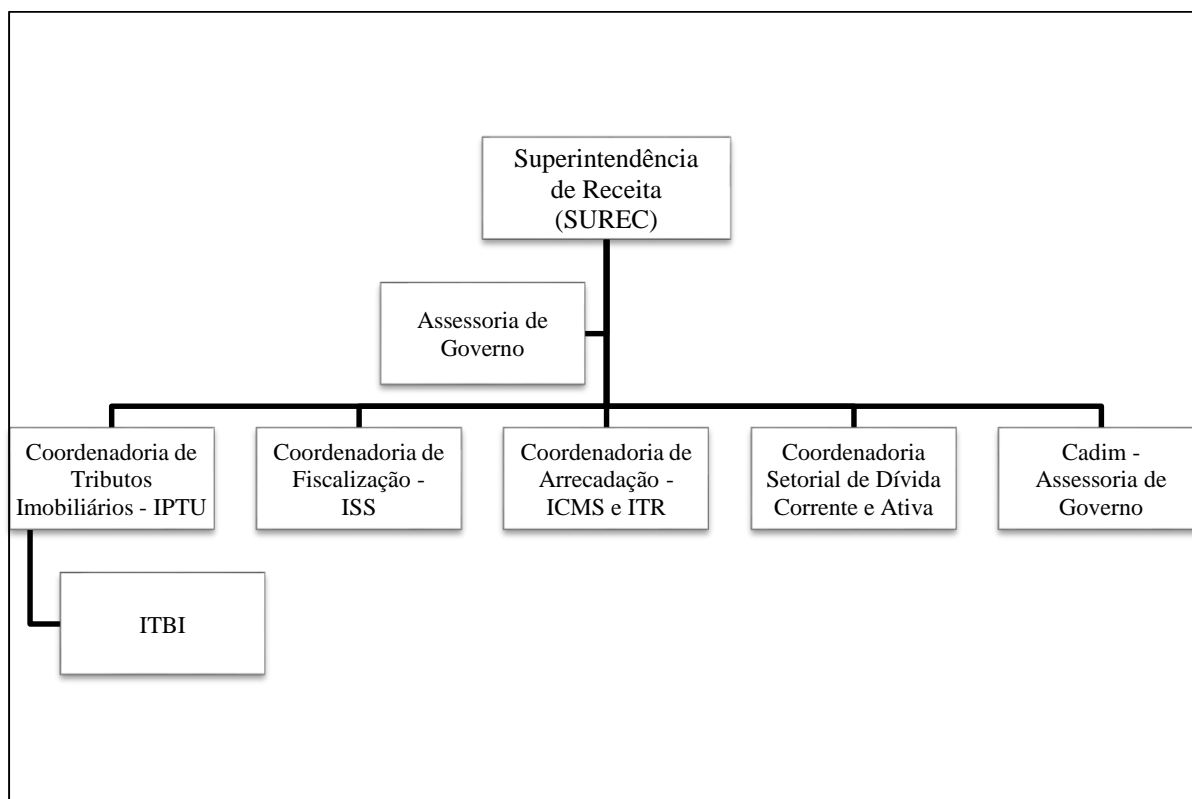 Superintendência
de Receita
(SUREC)
Assessoria de
Governo
Coordenadoria de
Tributos
Imobiliários - IPTU
Coordenadoria de
Fiscalização -
ISS
Coordenadoria de
Arrecadação -
ICMS e ITR
Coordenadoria
Setorial de Dívida
Corrente e Ativa
Cadim -
Assessoria de
Governo
ITBI